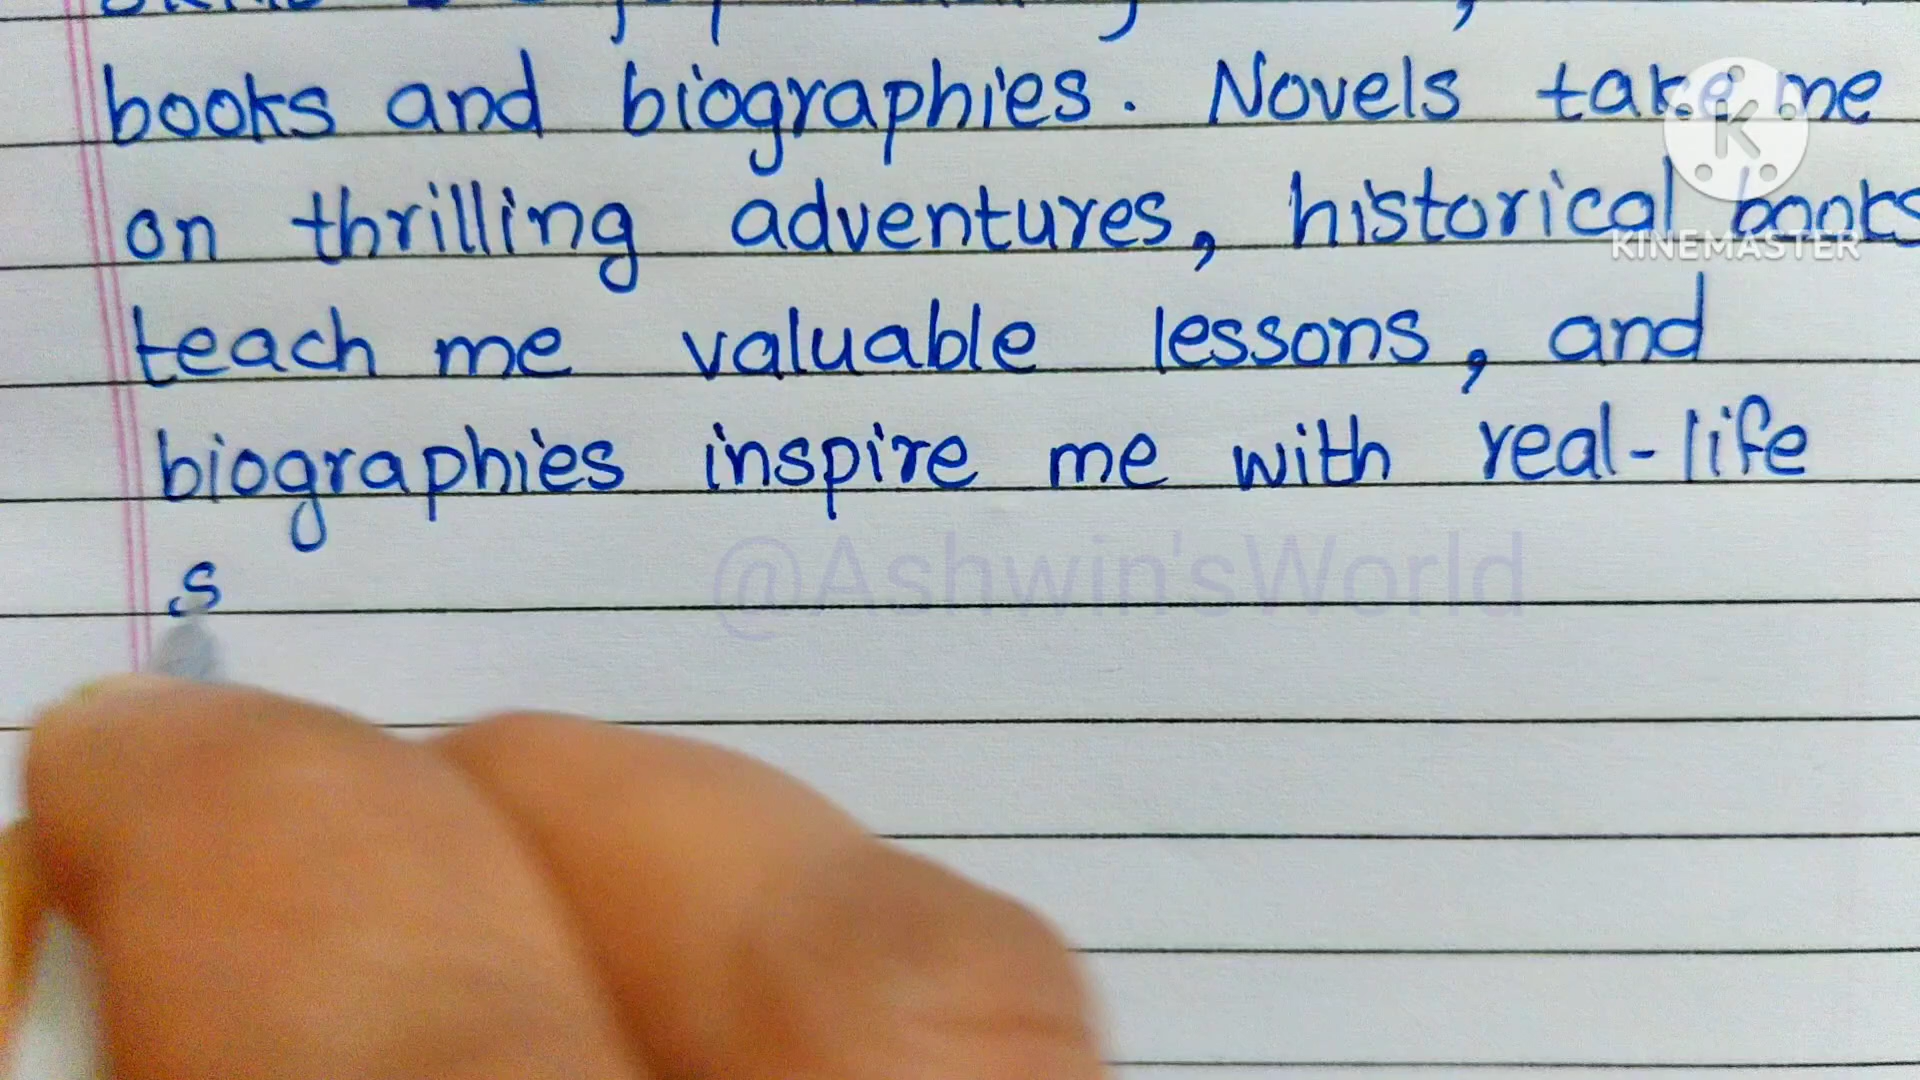 books and biographies. Novels take me
on thrilling adventures, historical books
KINEMASTER
teach me valuable lessons, and
biographies inspire me with real-life
@Ashwin'sWorld
s